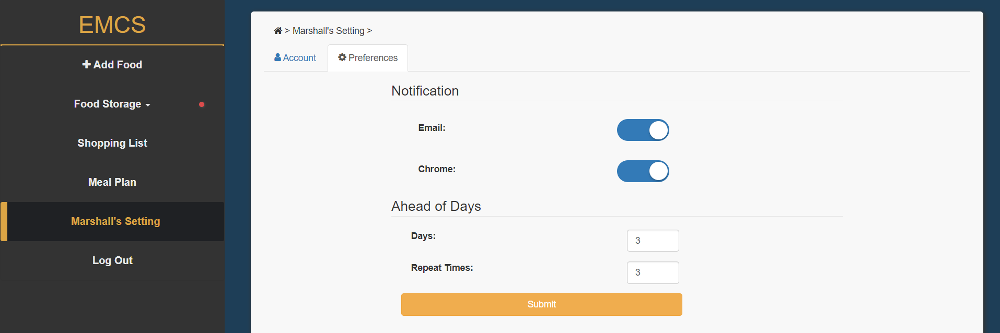 EMCS
Add Food
Food Storage
Shopping List
Meal Plan
Marshall's Setting
Log Out
> Marshall's Setting >
Account
Preferences
Notification
Email:
Chrome:
Ahead of Days
Days:
3
Repeat Times:
3
Submit